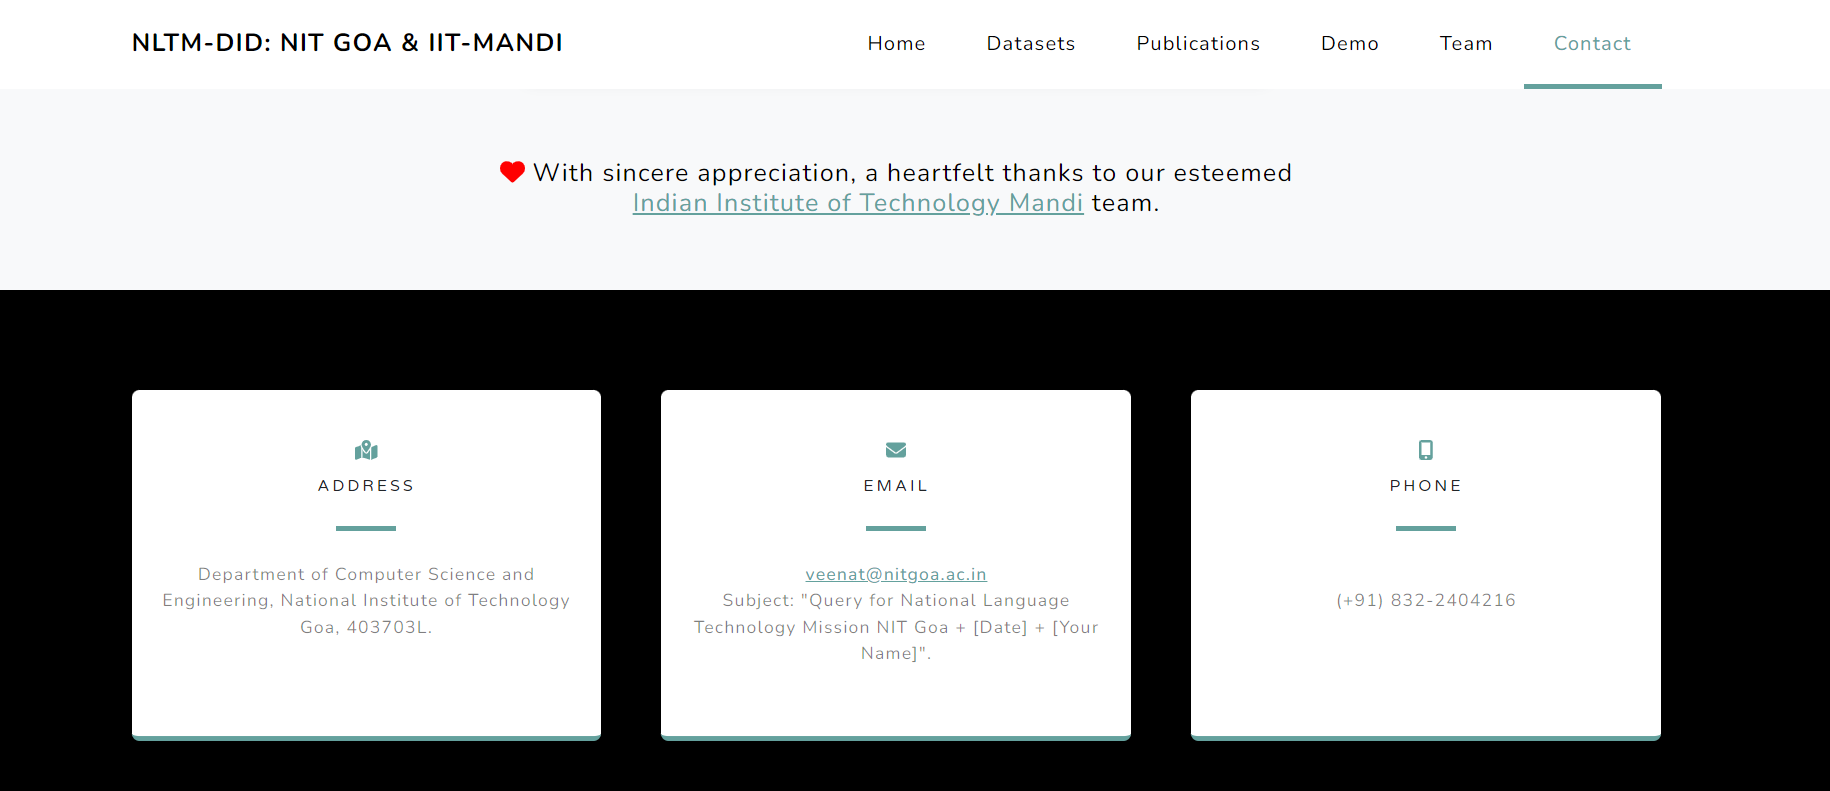 NLTM-DID: NIT GOA & IIT-MANDI
Home
Datasets
Publications
Demo
Team
Contact
With sincere appreciation, a heartfelt thanks to our esteemed
Indian Institute of Technology Mandi team.
ADDRESS
Department of Computer Science and
Engineering, National Institute of Technology
Goa, 403703L.
EMAIL
veenat@nitgoa.ac.in
Subject: "Query for National Language
Technology Mission NIT Goa + [Date] + [Your
Name]".
PHONE
(+91) 832-2404216